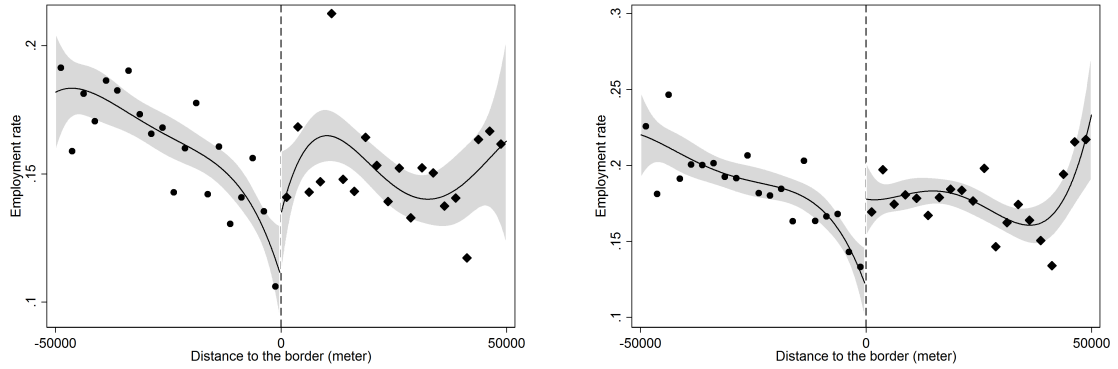 Employment rate
.2
.15
.1
-50000 0 50000
Distance to the border (meter)
Employment rate
.3
.25
.2
.15
.1
-50000 0 50000
Distance to the border (meter)